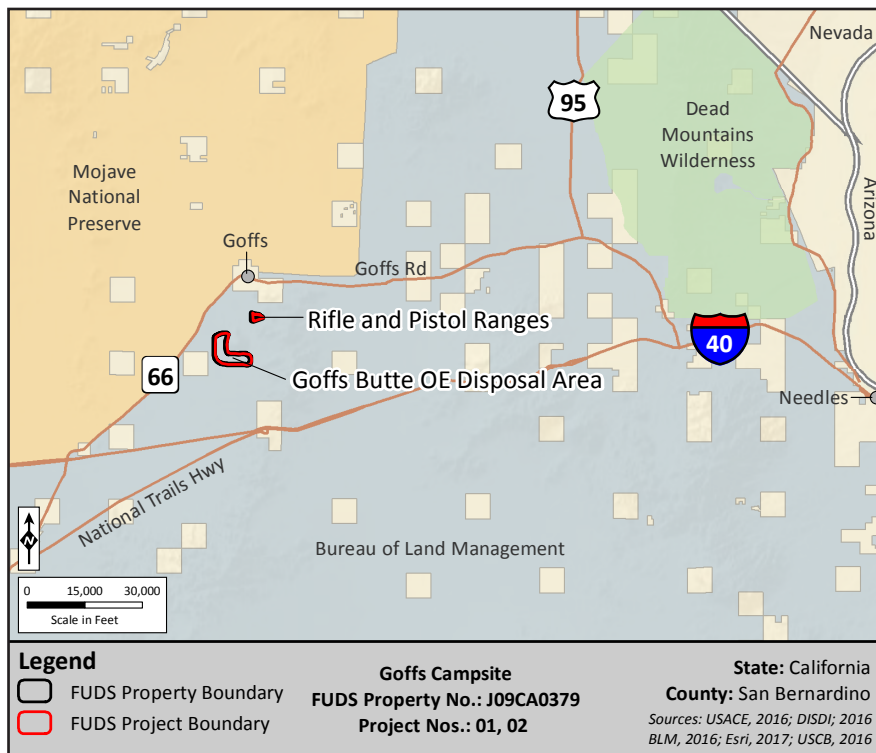 Nevada
95
Dead
Mountains
Wilderness
Mojave
National
Preserve
Arizona
Goffs
Goffs Rd
Rifle and Pistol Ranges
40
66
Goffs Butte OE Disposal Area
Needles
National Trails Hwy
N
Bureau of Land Management
0 15,000 30,000
Scale in Feet
Legend
FUDS Property Boundary
FUDS Project Boundary
Goffs Campsite
FUDS Property No.: J09CA0379
Project Nos.: 01, 02
State: California
County: San Bernardino
Sources: USACE, 2016; DISDI; 2016
BLM, 2016; Esri, 2017; USCB, 2016